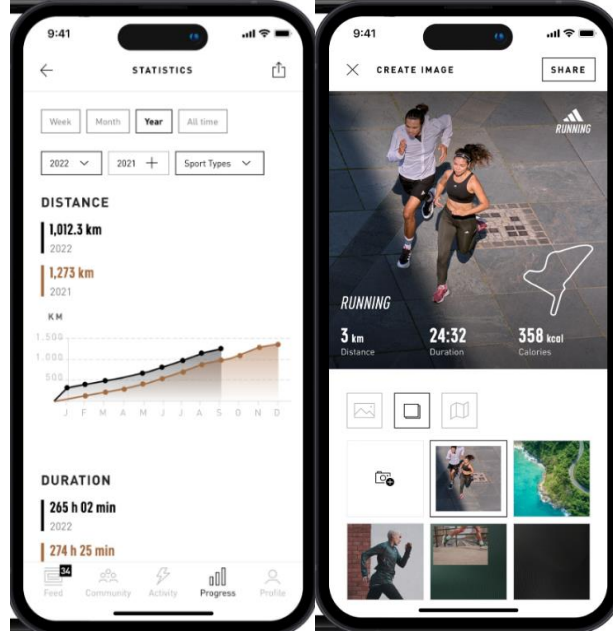 9:41
STATISTICS
Week Month Year All time
2022 2021 Sport Types
DISTANCE
1,012.3 km
2022
1,273 km
2021
KM
1.500
1.000
500
J F M A M J J A S O N D
DURATION
265 h 02 min
2022
274 h 25 min
34
Feed Community Activity Progress Profile
9:41
CREATE IMAGE SHARE
RUNNING
RUNNING
3 km 24:32 358 kcal
Distance Duration Calories